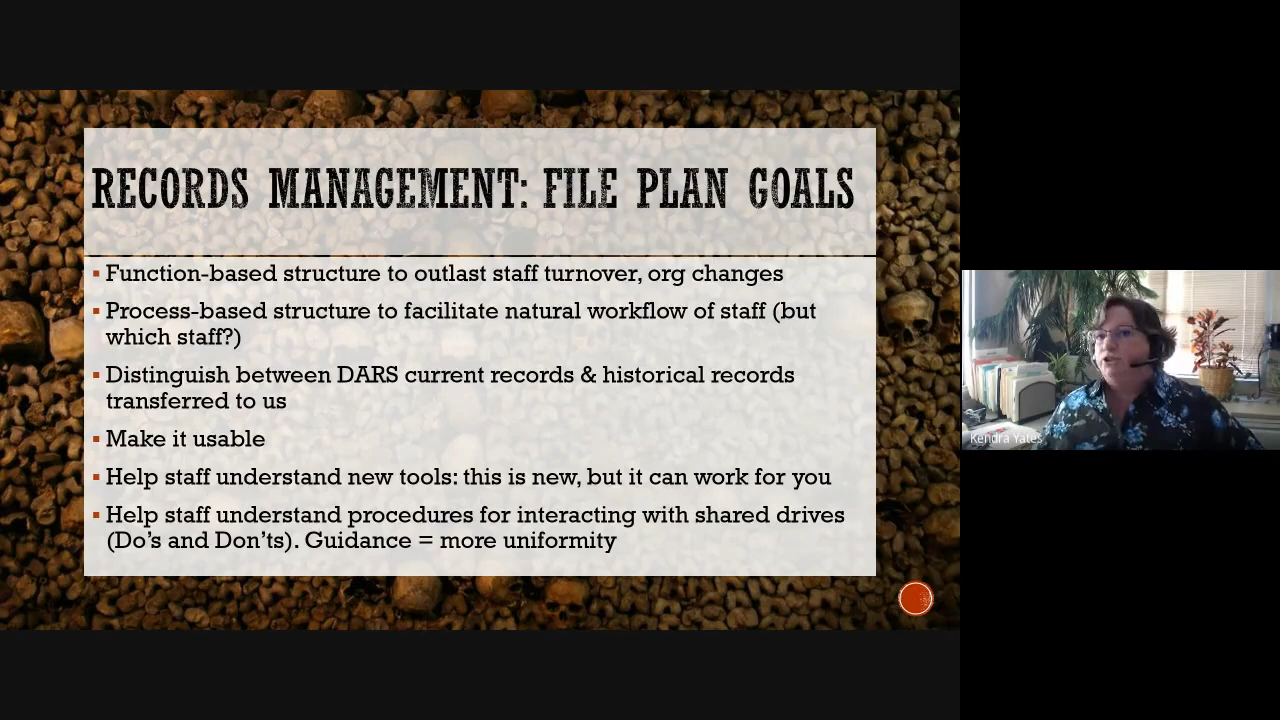 RECORDS MANAGEMENT: FILE PLAN GOALS
▪ Function-based structure to outlast staff turnover, org changes
▪ Process-based structure to facilitate natural workflow of staff (but
which staff?)
▪ Distinguish between DARS current records & historical records
transferred to us
▪ Make it usable
▪ Help staff understand new tools: this is new, but it can work for you
▪ Help staff understand procedures for interacting with shared drives
(Do’s and Don’ts). Guidance = more uniformity
Kendra Yates